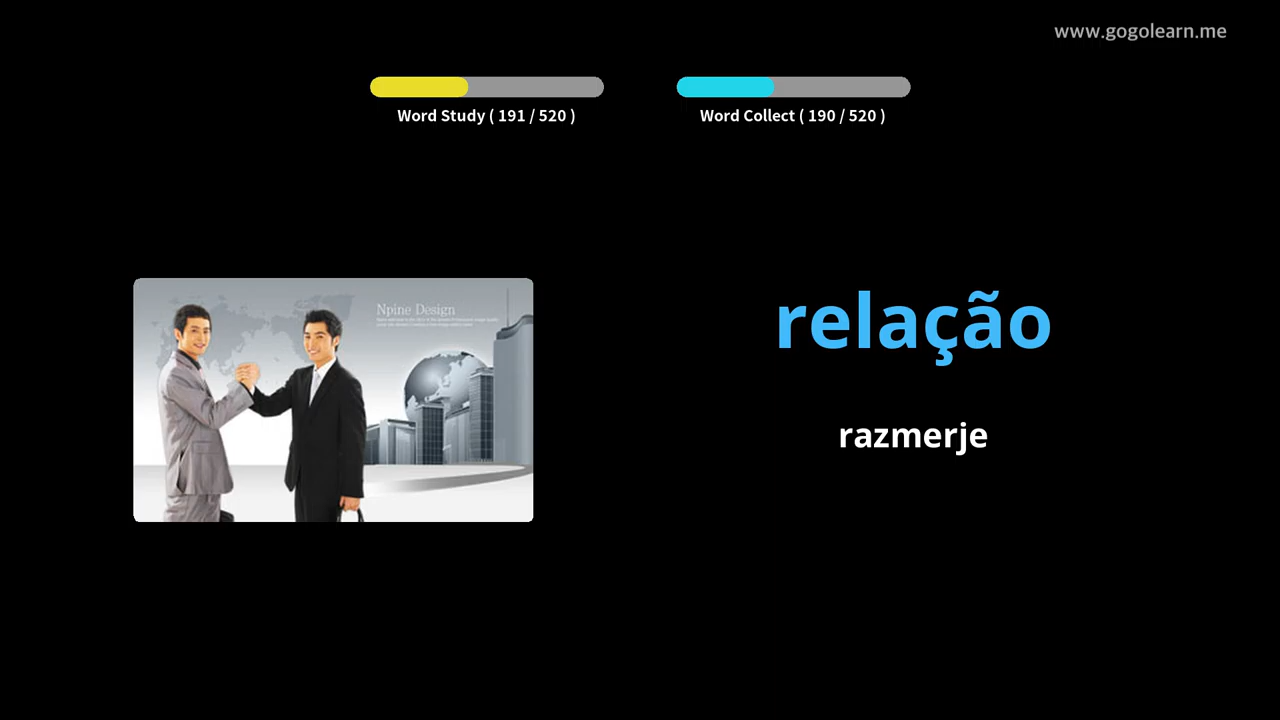 www.gogolearn.me
Word Study ( 191 / 520 )
Word Collect ( 190 / 520 )
Npine Design
relação
razmerje